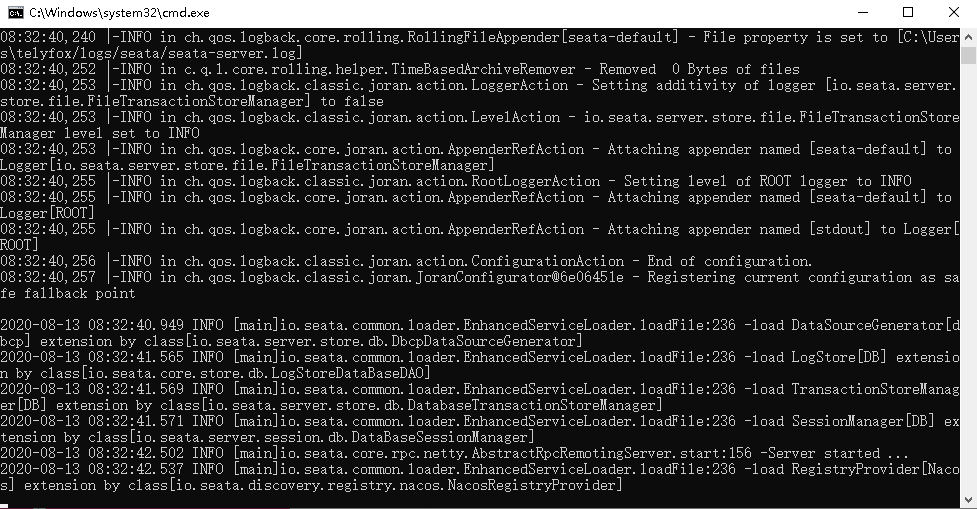 C:\Windows\system32\cmd.exe
08:32:40,240 |-INFO in ch.qos.logback.core.rolling.RollingFileAppender[seata-default] - File property is set to [C:\User
s\telyfox/logs/seata/seata-server.log]
08:32:40,252 |-INFO in c.q.l.core.rolling.helper.TimeBasedArchiveRemover - Removed  0 Bytes of files
08:32:40,253 |-INFO in ch.qos.logback.classic.joran.action.LoggerAction - Setting additivity of logger [io.seata.server.
store.file.FileTransactionStoreManager] to false
08:32:40,253 |-INFO in ch.qos.logback.classic.joran.action.LevelAction - io.seata.server.store.file.FileTransactionStore
Manager level set to INFO
08:32:40,253 |-INFO in ch.qos.logback.core.joran.action.AppenderRefAction - Attaching appender named [seata-default] to 
Logger[io.seata.server.store.file.FileTransactionStoreManager]
08:32:40,255 |-INFO in ch.qos.logback.classic.joran.action.RootLoggerAction - Setting level of ROOT logger to INFO
08:32:40,255 |-INFO in ch.qos.logback.core.joran.action.AppenderRefAction - Attaching appender named [seata-default] to 
Logger[ROOT]
08:32:40,255 |-INFO in ch.qos.logback.core.joran.action.AppenderRefAction - Attaching appender named [stdout] to Logger[
ROOT]
08:32:40,256 |-INFO in ch.qos.logback.classic.joran.action.ConfigurationAction - End of configuration.
08:32:40,257 |-INFO in ch.qos.logback.classic.joran.JoranConfigurator@6e06451e - Registering current configuration as sa
fe fallback point
2020-08-13 08:32:40.949 INFO [main]io.seata.common.loader.EnhancedServiceLoader.loadFile:236 -load DataSourceGenerator[d
bcp] extension by class[io.seata.server.store.db.DbcpDataSourceGenerator]
2020-08-13 08:32:41.565 INFO [main]io.seata.common.loader.EnhancedServiceLoader.loadFile:236 -load LogStore[DB] extensio
n by class[io.seata.core.store.db.LogStoreDataBaseDAO]
2020-08-13 08:32:41.569 INFO [main]io.seata.common.loader.EnhancedServiceLoader.loadFile:236 -load TransactionStoreManag
er[DB] extension by class[io.seata.server.store.db.DatabaseTransactionStoreManager]
2020-08-13 08:32:41.571 INFO [main]io.seata.common.loader.EnhancedServiceLoader.loadFile:236 -load SessionManager[DB] ex
tension by class[io.seata.server.session.db.DataBaseSessionManager]
2020-08-13 08:32:42.502 INFO [main]io.seata.core.rpc.netty.AbstractRpcRemotingServer.start:156 -Server started ...
2020-08-13 08:32:42.537 INFO [main]io.seata.common.loader.EnhancedServiceLoader.loadFile:236 -load RegistryProvider[Naco
s] extension by class[io.seata.discovery.registry.nacos.NacosRegistryProvider]